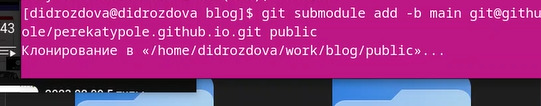 [didrozdova@didrozdova blog]$ git submodule add -b main git@githu
ole/perekatypole.github.io.git public
43
Клонирование в «/home/didrozdova/work/blog/public»...